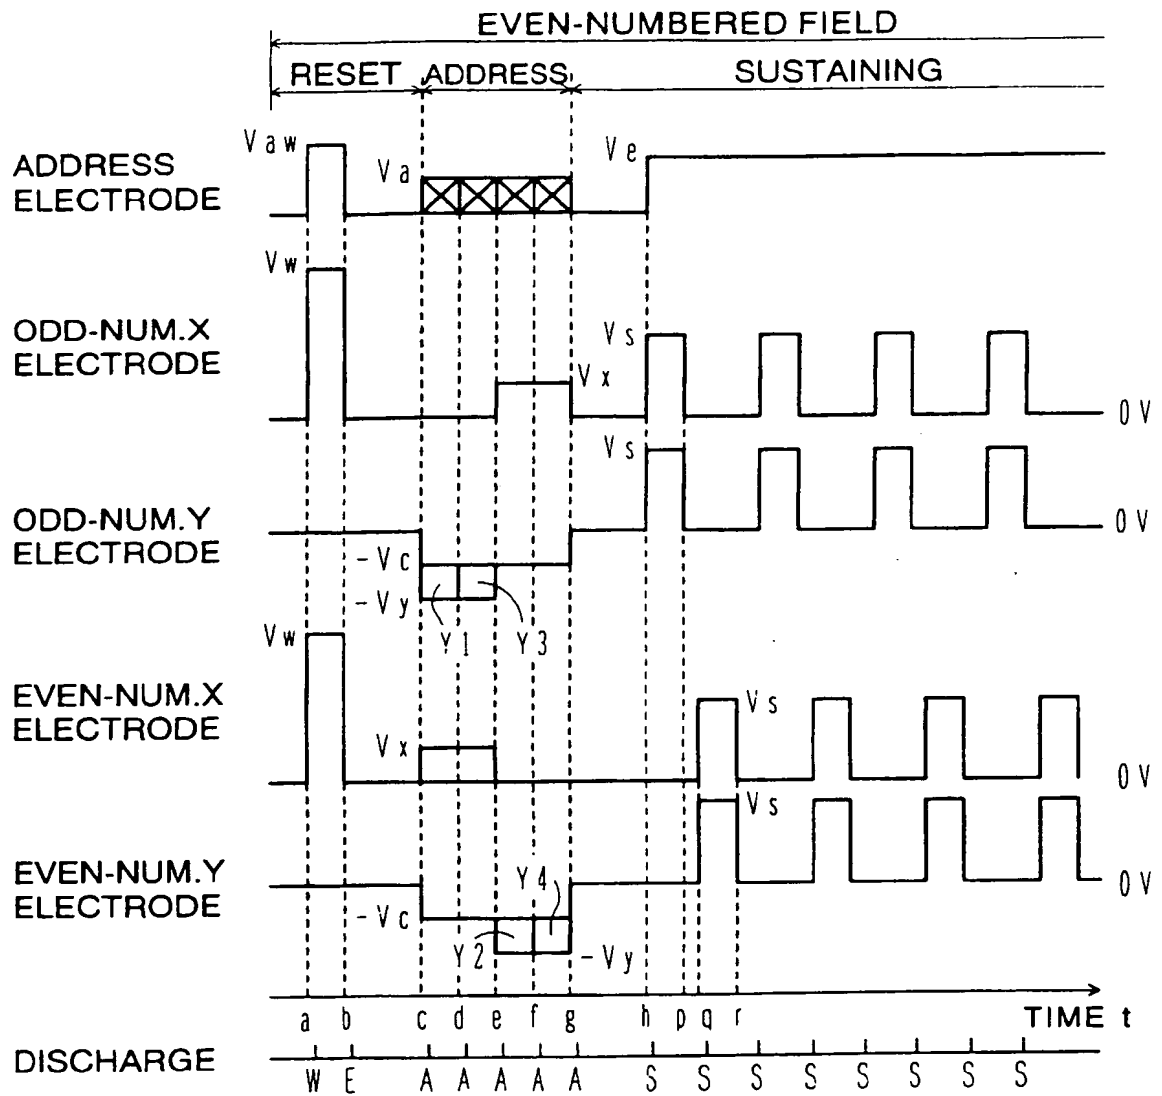 EVEN-NUMBERED FIELD
RESET ADDRESS SUSTAINING
Vaw
Va
Ve
ADDRESS
ELECTRODE
Vw
ODD-NUM.X
ELECTRODE
Vs
Vx
0V
Vs
ODD-NUM.Y
ELECTRODE
0V
-Vc
-Vy
Y1 Y3
Vw
EVEN-NUM.X
ELECTRODE
Vs
Vx
0V
Vs
EVEN-NUM.Y
ELECTRODE
Y4
0V
-Vc
Y2
-Vy
a b c d e f g h p q r TIME t
DISCHARGE
W E A A A A A S S S S S S S S